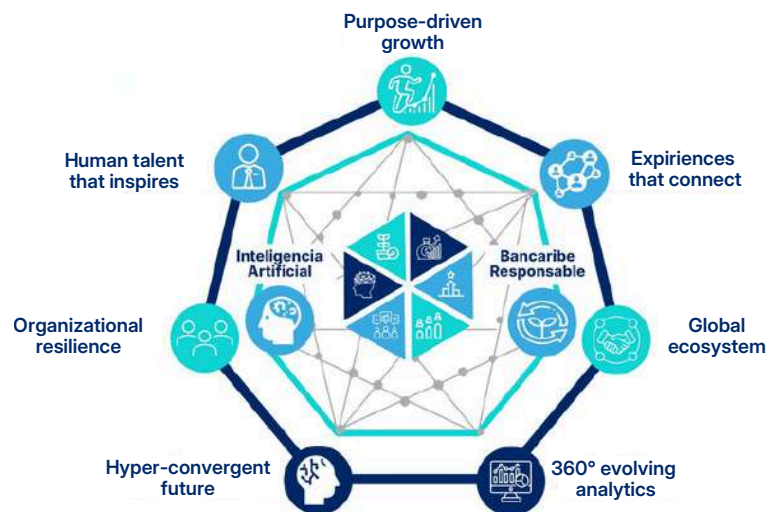 Purpose-driven
growth
Human talent
that inspires
Expiriences
that connect
Inteligencia
Artificial
Bancaribe
Responsable
Organizational
resilience
Global
ecosystem
Hyper-convergent
future
360° evolving
analytics